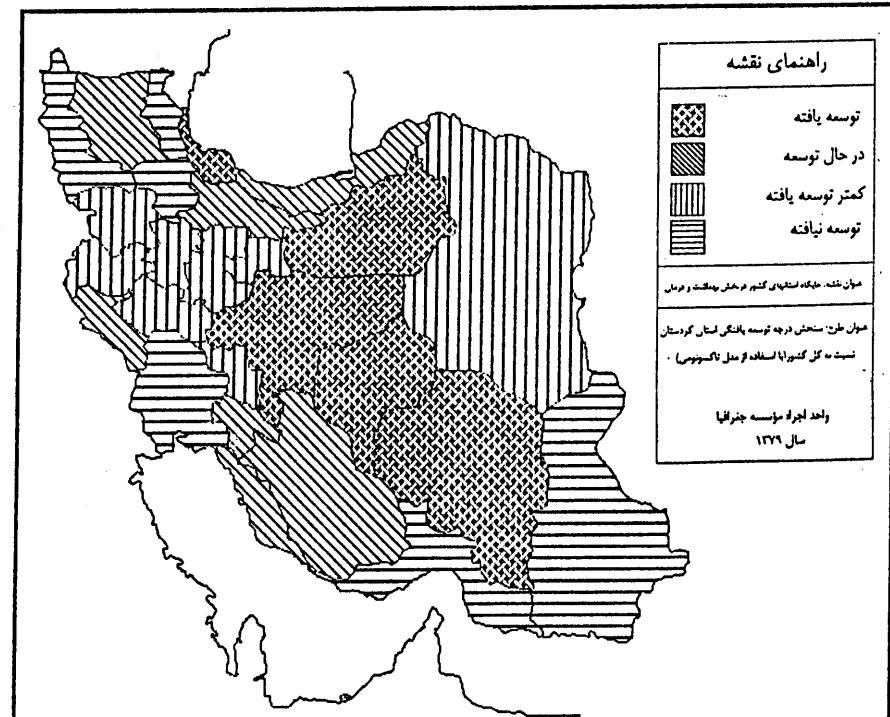 راهنمای نقشه
توسعه یافته
در حال توسعه
کمتر توسعه یافته
توسعه نیافته
عنوان نقشه: جایگاه استانهای کشور در بخش بهداشت و درمان
عنوان طرح: سنجش درجه توسعه یافتگی استان کردستان
نسبت به کل کشور (با استفاده از مدل تاکسونومی)
واحد اجرا: مؤسسه جغرافیا
سال ۱۳۷۹